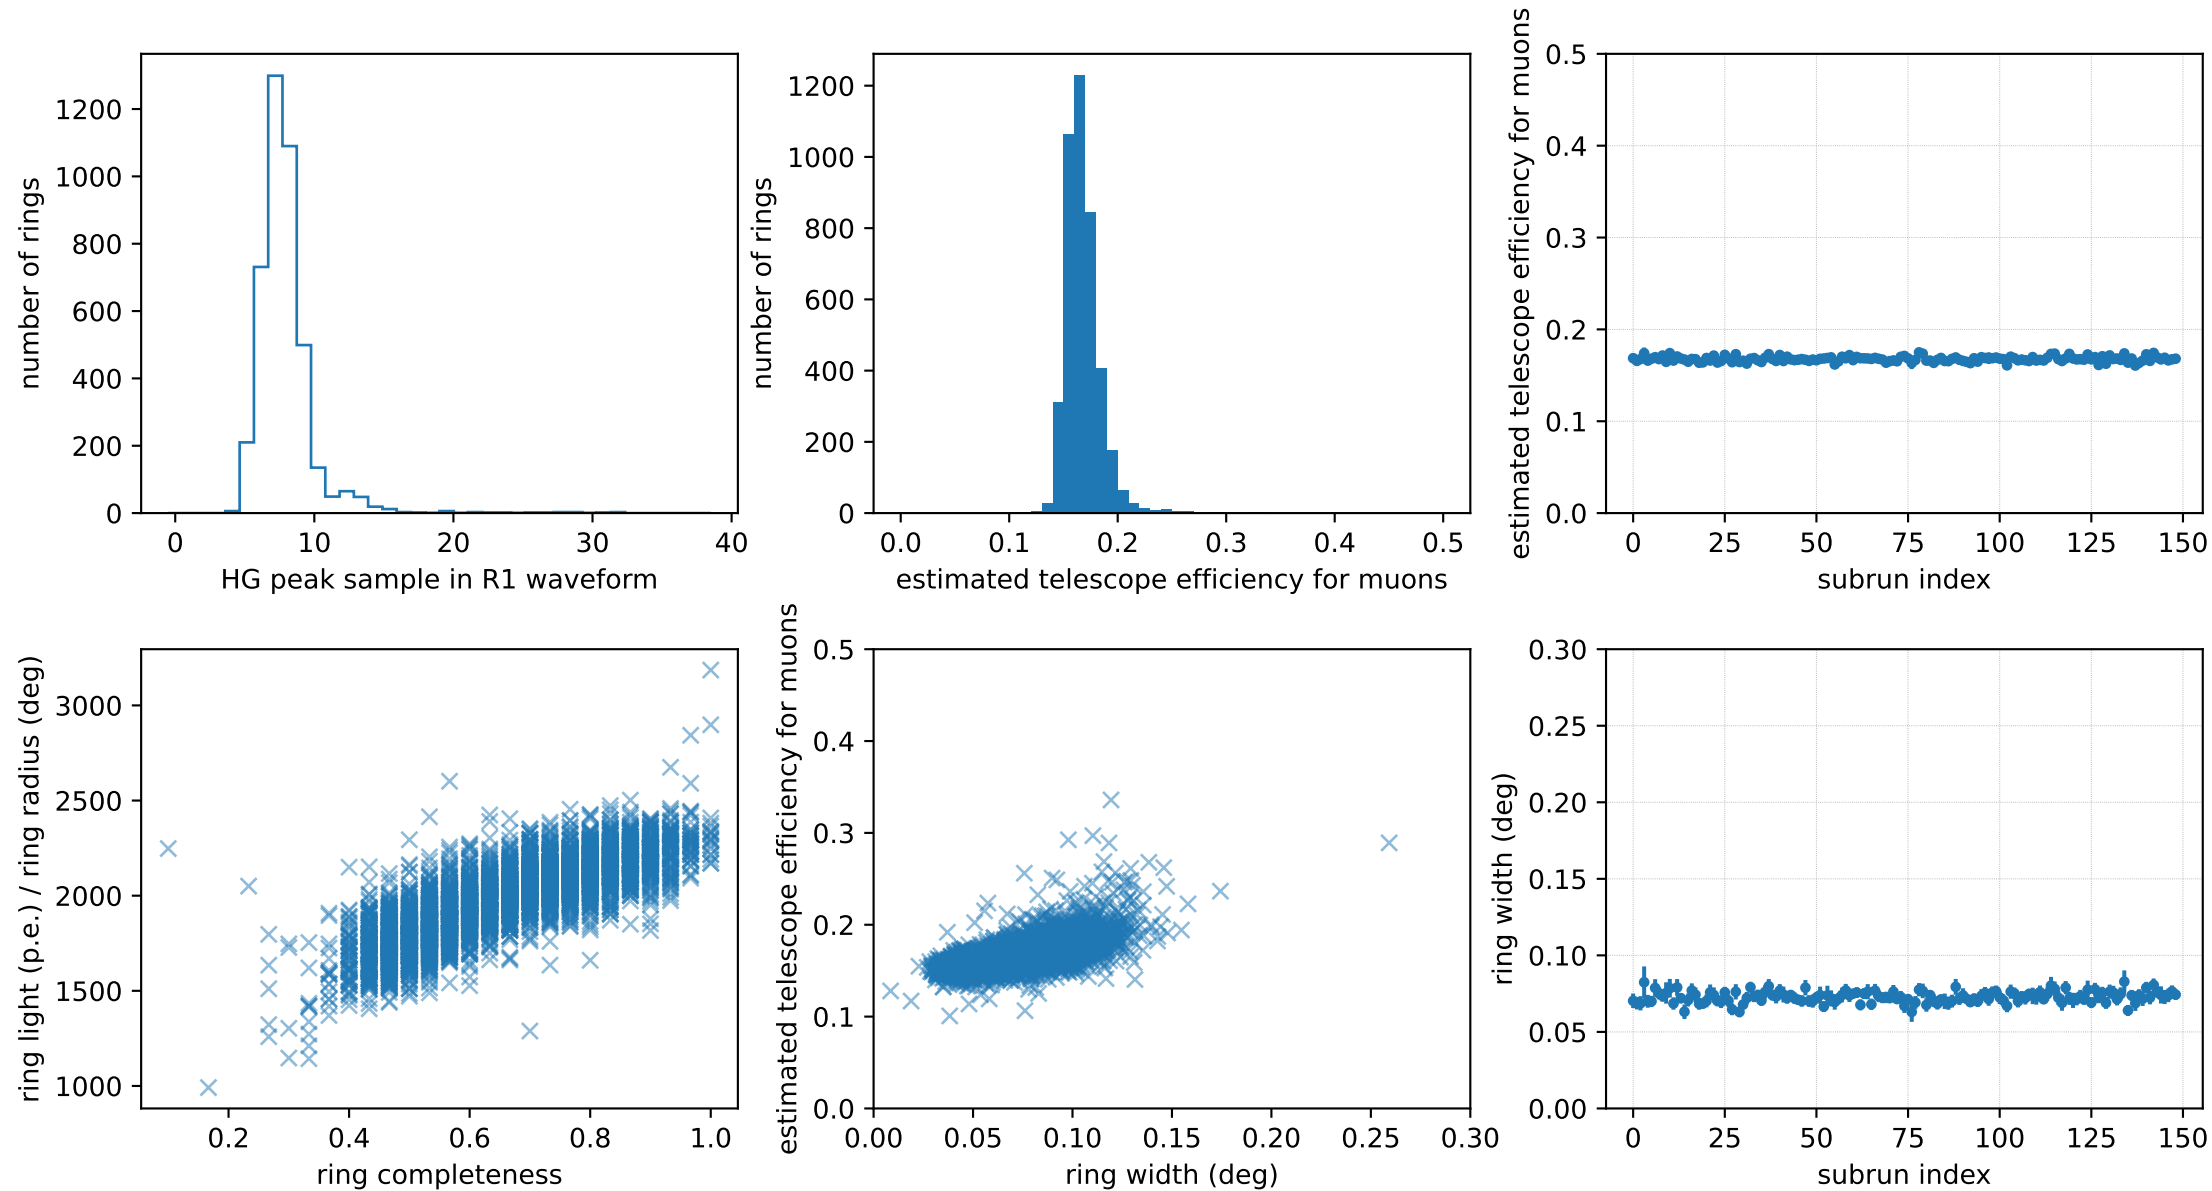 number of rings
1200
1000
800
600
400
200
0
0 10 20 30 40
HG peak sample in R1 waveform
number of rings
1200
1000
800
600
400
200
0
0.0 0.1 0.2 0.3 0.4 0.5
estimated telescope efficiency for muons
estimated telescope efficiency for muons
0.5
0.4
0.3
0.2
0.1
0.0
0 25 50 75 100 125 150
subrun index
ring light (p.e.) / ring radius (deg)
3000
2500
2000
1500
1000
0.2 0.4 0.6 0.8 1.0
ring completeness
estimated telescope efficiency for muons
0.5
0.4
0.3
0.2
0.1
0.0
0.00 0.05 0.10 0.15 0.20 0.25 0.30
ring width (deg)
ring width (deg)
0.30
0.25
0.20
0.15
0.10
0.05
0.00
0 25 50 75 100 125 150
subrun index